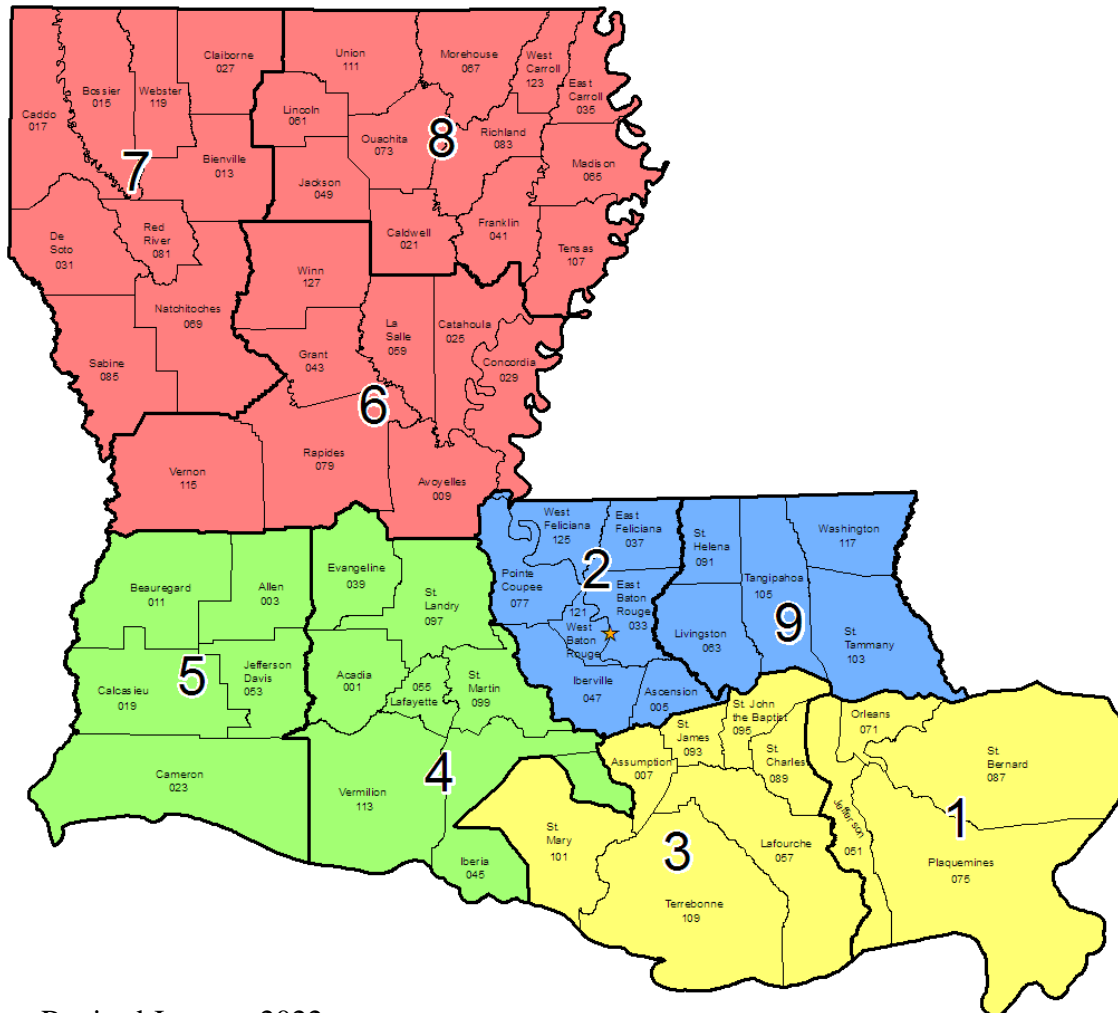 Caddo
017
Bossier
015
Webster
119
Claiborne
027
Union
111
Morehouse
067
West
Carroll
123
East
Carroll
035
Lincoln
061
Ouachita
073
Richland
083
8
7
Bienville
013
Jackson
049
Madison
065
De
Soto
031
Red
River
081
Caldwell
021
Franklin
041
Tensas
107
Winn
127
Natchitoches
069
La
Salle
059
Catahoula
025
Sabine
085
Grant
043
Concordia
029
6
Vernon
115
Rapides
079
Avoyelles
009
West
Feliciana
125
East
Feliciana
037
St.
Helena
091
Washington
117
Evangeline
039
Beauregard
011
Allen
003
St.
Landry
097
Pointe
Coupee
077
2
Tangipahoa
105
121
West
Baton
Rouge
East
Baton
Rouge
033
Livingston
063
9
St.
Tammany
103
5
Jefferson
Davis
053
Calcasieu
019
Acadia
001
055
Lafayette
St.
Martin
099
Iberville
047
Ascension
005
St.
James
093
St. John
the Baptist
095
Orleans
071
St.
Bernard
087
Assumption
007
St.
Charles
089
Cameron
023
Vermilion
113
4
Jefferson
051
1
St.
Mary
101
3
Lafourche
057
Iberia
045
Plaquemines
075
Terrebonne
109